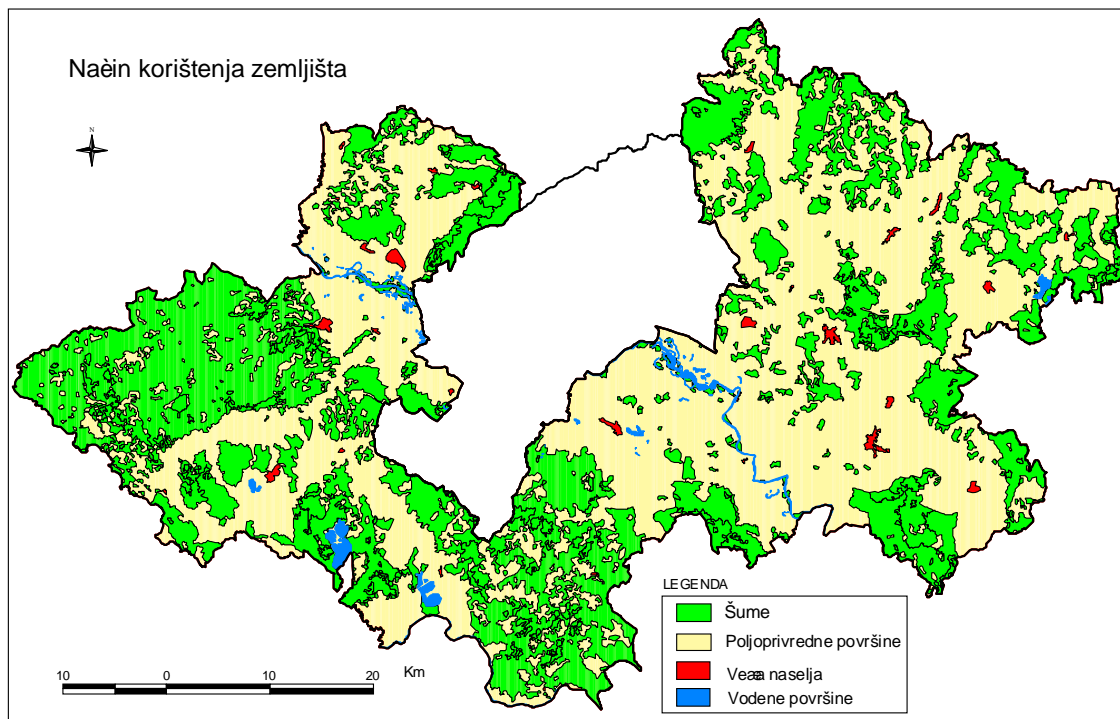 Naèin korištenja zemljišta
N
LEGENDA
Šume
Poljoprivredne površine
Veæa naselja
Vodene površine
10 0 10 20 Km